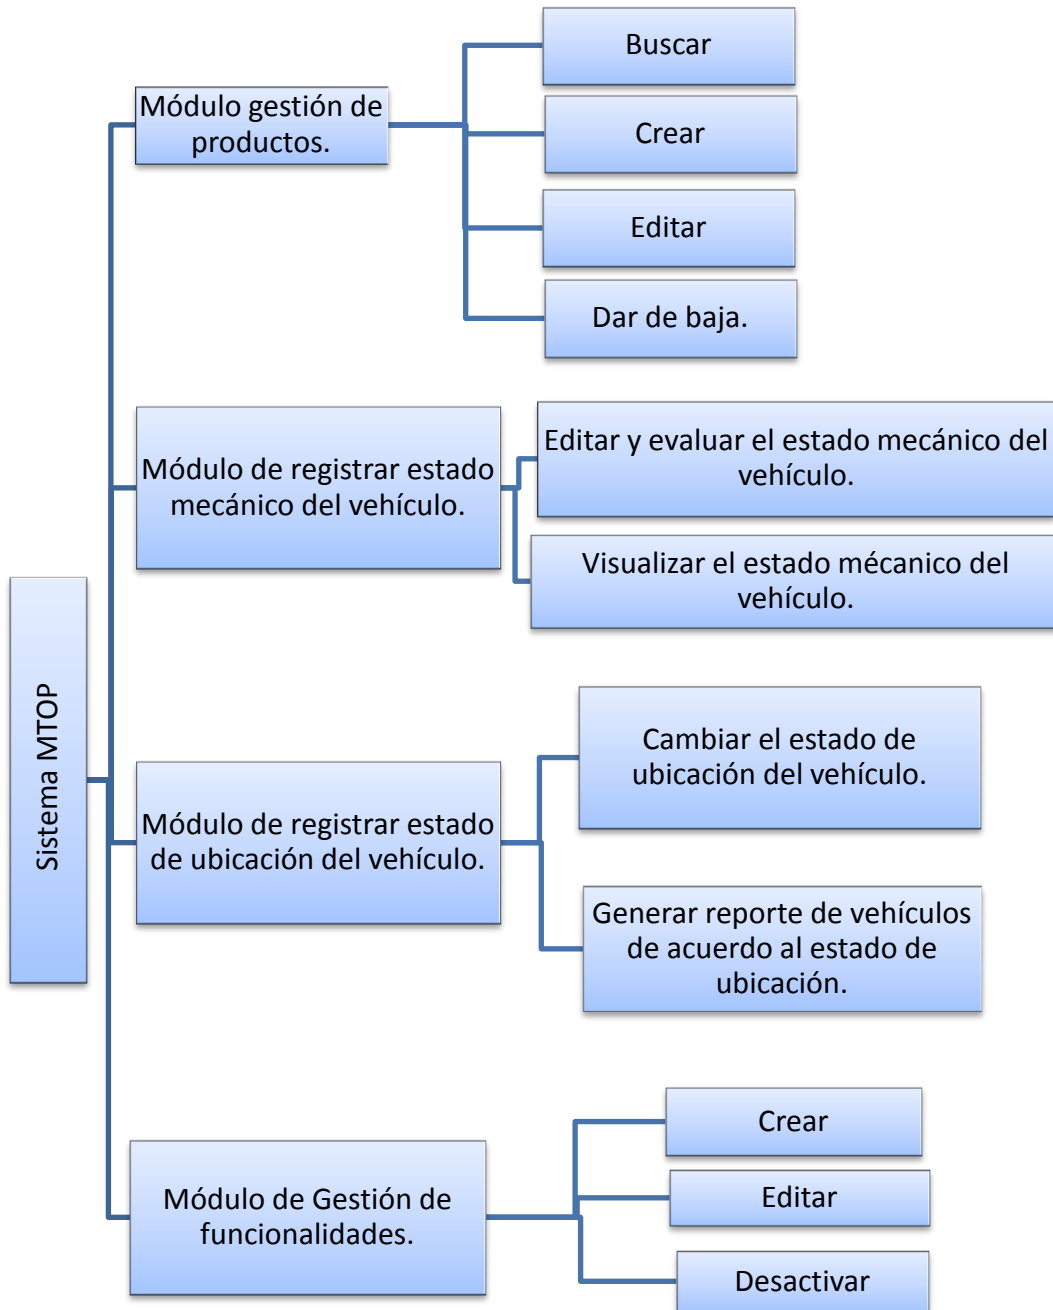 Sistema MTOP
Módulo gestión de
productos.
Buscar
Crear
Editar
Dar de baja.
Módulo de registrar estado
mecánico del vehículo.
Editar y evaluar el estado mecánico del
vehículo.
Visualizar el estado mécanico del
vehículo.
Módulo de registrar estado
de ubicación del vehículo.
Cambiar el estado de
ubicación del vehículo.
Generar reporte de vehículos
de acuerdo al estado de
ubicación.
Módulo de Gestión de
funcionalidades.
Crear
Editar
Desactivar